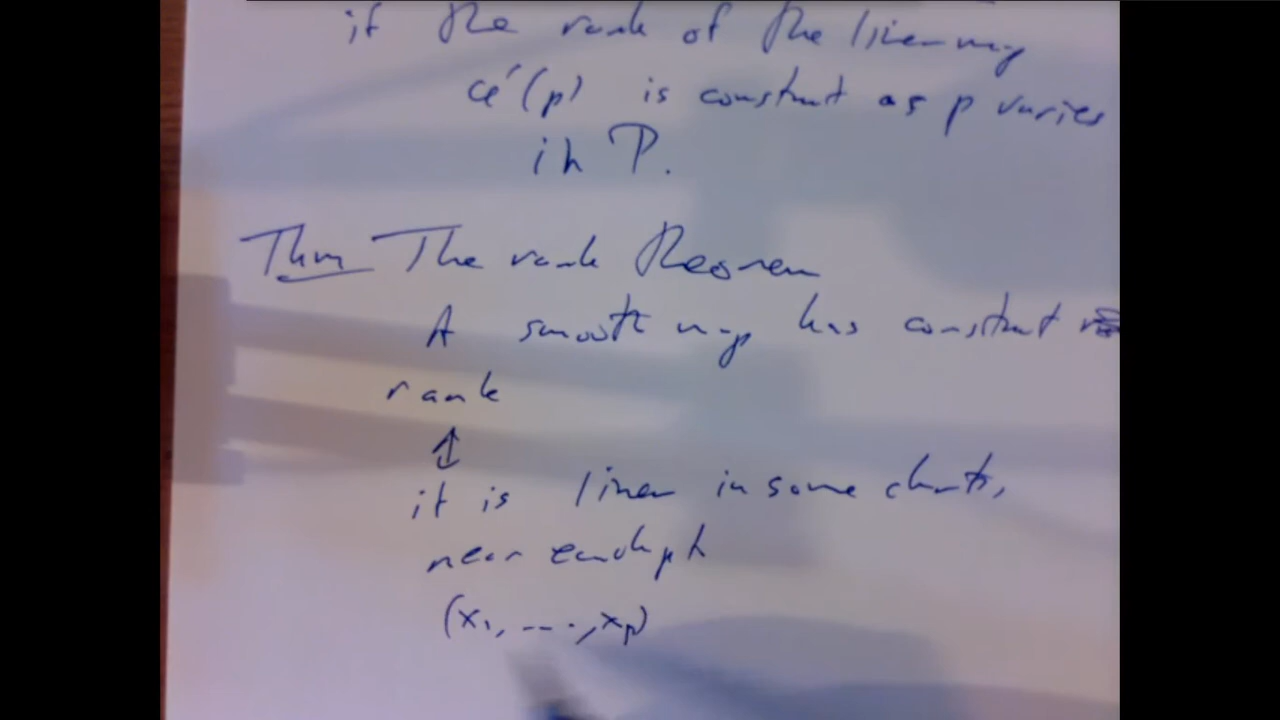 if the rank of the linear map
φ'(p) is constant as p varies
in P.
Thm The rank theorem
A smooth map has constant
rank
↕
it is linear in some charts,
near each pt
(x₁, ...., xₚ)